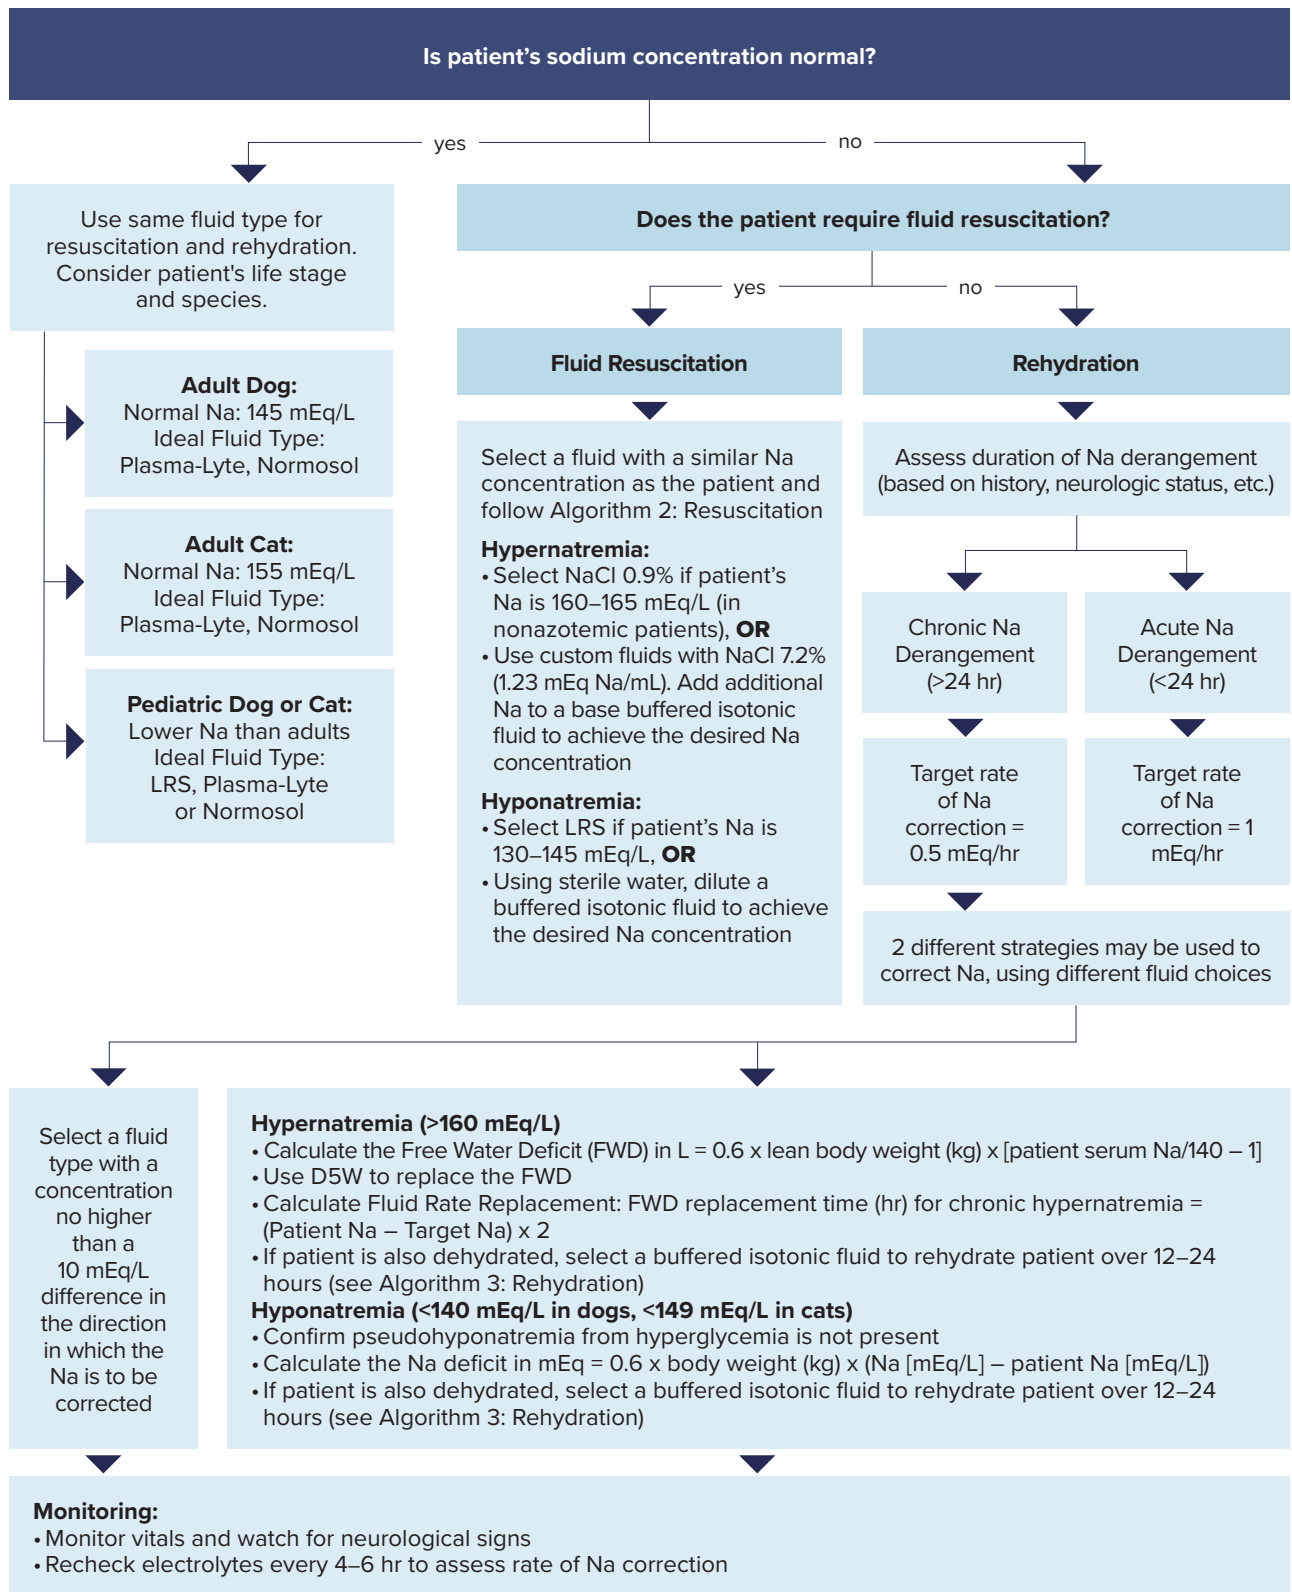 Is patient's sodium concentration normal?
yes
no
Use same fluid type for
resuscitation and rehydration.
Consider patient's life stage
and species.
Adult Dog:
Normal Na: 145 mEq/L
Ideal Fluid Type:
Plasma-Lyte, Normosol
Adult Cat:
Normal Na: 155 mEq/L
Ideal Fluid Type:
Plasma-Lyte, Normosol
Pediatric Dog or Cat:
Lower Na than adults
Ideal Fluid Type:
LRS, Plasma-Lyte
or Normosol
Does the patient require fluid resuscitation?
yes
no
Fluid Resuscitation
Select a fluid with a similar Na
concentration as the patient and
follow Algorithm 2: Resuscitation
Hypernatremia:
• Select NaCl 0.9% if patient's
Na is 160–165 mEq/L (in
nonazotemic patients), OR
• Use custom fluids with NaCl 7.2%
(1.23 mEq Na/mL). Add additional
Na to a base buffered isotonic
fluid to achieve the desired Na
concentration
Hyponatremia:
• Select LRS if patient's Na is
130–145 mEq/L, OR
• Using sterile water, dilute a
buffered isotonic fluid to achieve
the desired Na concentration
Rehydration
Assess duration of Na derangement
(based on history, neurologic status, etc.)
Chronic Na
Derangement
(>24 hr)
Acute Na
Derangement
(<24 hr)
Target rate
of Na
correction =
0.5 mEq/hr
Target rate
of Na
correction = 1
mEq/hr
2 different strategies may be used to
correct Na, using different fluid choices
Select a fluid
type with a
concentration
no higher
than a
10 mEq/L
difference in
the direction
in which the
Na is to be
corrected
Hypernatremia (>160 mEq/L)
• Calculate the Free Water Deficit (FWD) in L = 0.6 x lean body weight (kg) x [patient serum Na/140 – 1]
• Use D5W to replace the FWD
• Calculate Fluid Rate Replacement: FWD replacement time (hr) for chronic hypernatremia =
(Patient Na – Target Na) x 2
• If patient is also dehydrated, select a buffered isotonic fluid to rehydrate patient over 12–24
hours (see Algorithm 3: Rehydration)
Hyponatremia (<140 mEq/L in dogs, <149 mEq/L in cats)
• Confirm pseudohyponatremia from hyperglycemia is not present
• Calculate the Na deficit in mEq = 0.6 x body weight (kg) x (Na [mEq/L] – patient Na [mEq/L])
• If patient is also dehydrated, select a buffered isotonic fluid to rehydrate patient over 12–24
hours (see Algorithm 3: Rehydration)
Monitoring:
• Monitor vitals and watch for neurological signs
• Recheck electrolytes every 4–6 hr to assess rate of Na correction